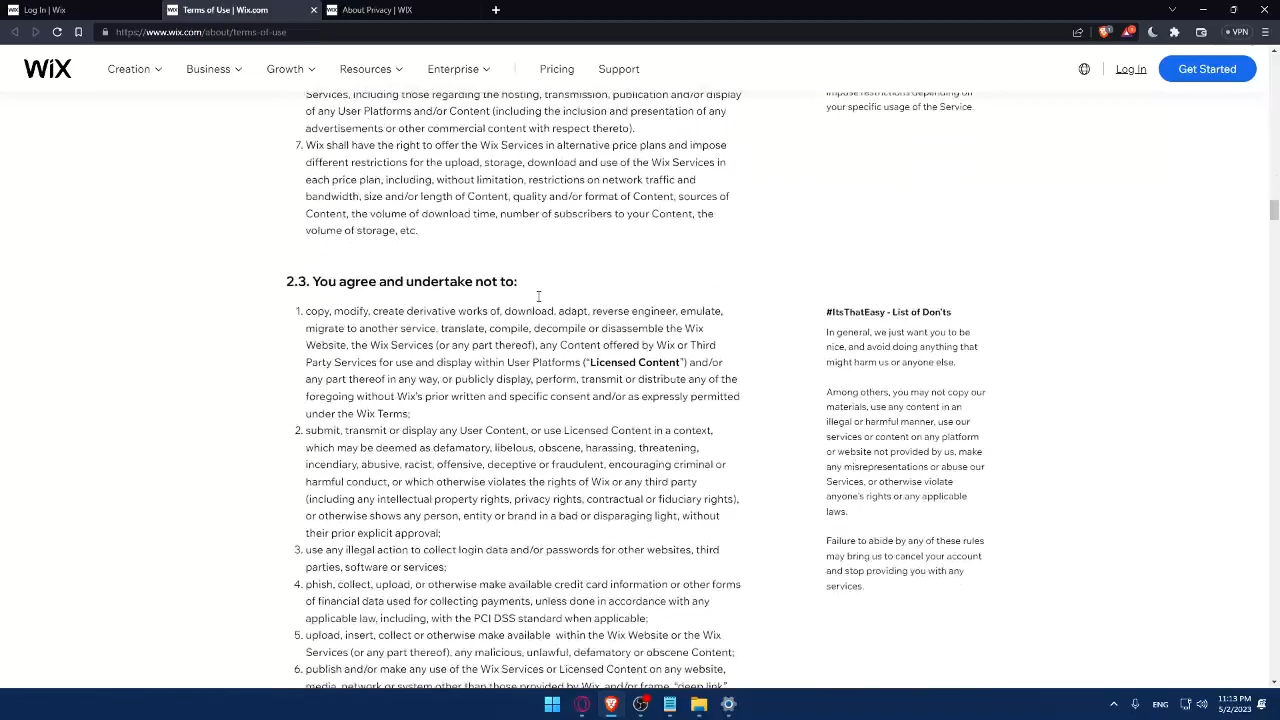 Log In | Wix
Terms of Use | Wix.com
About Privacy | WIX
https://www.wix.com/about/terms-of-use
VPN
WiX
Creation
Business
Growth
Resources
Enterprise
Pricing
Support
Log In
Get Started
Services, including those regarding the hosting, transmission, publication and/or display
of any User Platforms and/or Content (including the inclusion and presentation of any
advertisements or other commercial content with respect thereto).
7. Wix shall have the right to offer the Wix Services in alternative price plans and impose
different restrictions for the upload, storage, download and use of the Wix Services in
each price plan, including, without limitation, restrictions on network traffic and
bandwidth, size and/or length of Content, quality and/or format of Content, sources of
Content, the volume of download time, number of subscribers to your Content, the
volume of storage, etc.
impose restrictions depending on
your specific usage of the Service.
2.3. You agree and undertake not to:
1. copy, modify, create derivative works of, download, adapt, reverse engineer, emulate,
migrate to another service, translate, compile, decompile or disassemble the Wix
Website, the Wix Services (or any part thereof), any Content offered by Wix or Third
Party Services for use and display within User Platforms (“Licensed Content”) and/or
any part thereof in any way, or publicly display, perform, transmit or distribute any of the
foregoing without Wix’s prior written and specific consent and/or as expressly permitted
under the Wix Terms;
2. submit, transmit or display any User Content, or use Licensed Content in a context,
which may be deemed as defamatory, libelous, obscene, harassing, threatening,
incendiary, abusive, racist, offensive, deceptive or fraudulent, encouraging criminal or
harmful conduct, or which otherwise violates the rights of Wix or any third party
(including any intellectual property rights, privacy rights, contractual or fiduciary rights),
or otherwise shows any person, entity or brand in a bad or disparaging light, without
their prior explicit approval;
3. use any illegal action to collect login data and/or passwords for other websites, third
parties, software or services;
4. phish, collect, upload, or otherwise make available credit card information or other forms
of financial data used for collecting payments, unless done in accordance with any
applicable law, including, with the PCI DSS standard when applicable;
5. upload, insert, collect or otherwise make available within the Wix Website or the Wix
Services (or any part thereof), any malicious, unlawful, defamatory or obscene Content;
6. publish and/or make any use of the Wix Services or Licensed Content on any website,
media, network or system other than those provided by Wix, and/or frame, “deep link”
#ItsThatEasy - List of Don'ts
In general, we just want you to be
nice, and avoid doing anything that
might harm us or anyone else.
Among others, you may not copy our
materials, use any content in an
illegal or harmful manner, use our
services or content on any platform
or website not provided by us, make
any misrepresentations or abuse our
Services, or otherwise violate
anyone's rights or any applicable
laws.
Failure to abide by any of these rules
may bring us to cancel your account
and stop providing you with any
services.
ENG
11:13 PM
5/2/2023